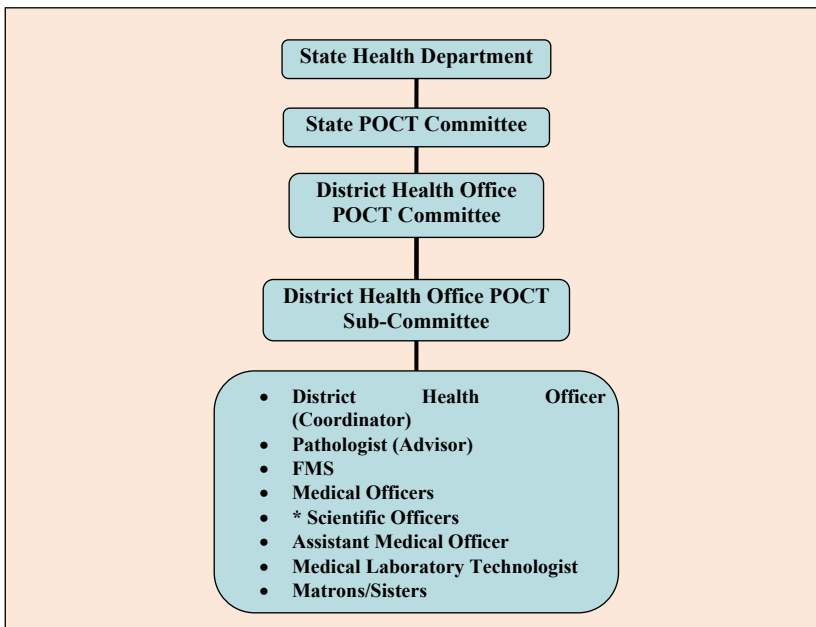 State Health Department
State POCT Committee
District Health Office
POCT Committee
District Health Office POCT
Sub-Committee
• District Health Officer
(Coordinator)
• Pathologist (Advisor)
• FMS
• Medical Officers
• * Scientific Officers
• Assistant Medical Officer
• Medical Laboratory Technologist
• Matrons/Sisters